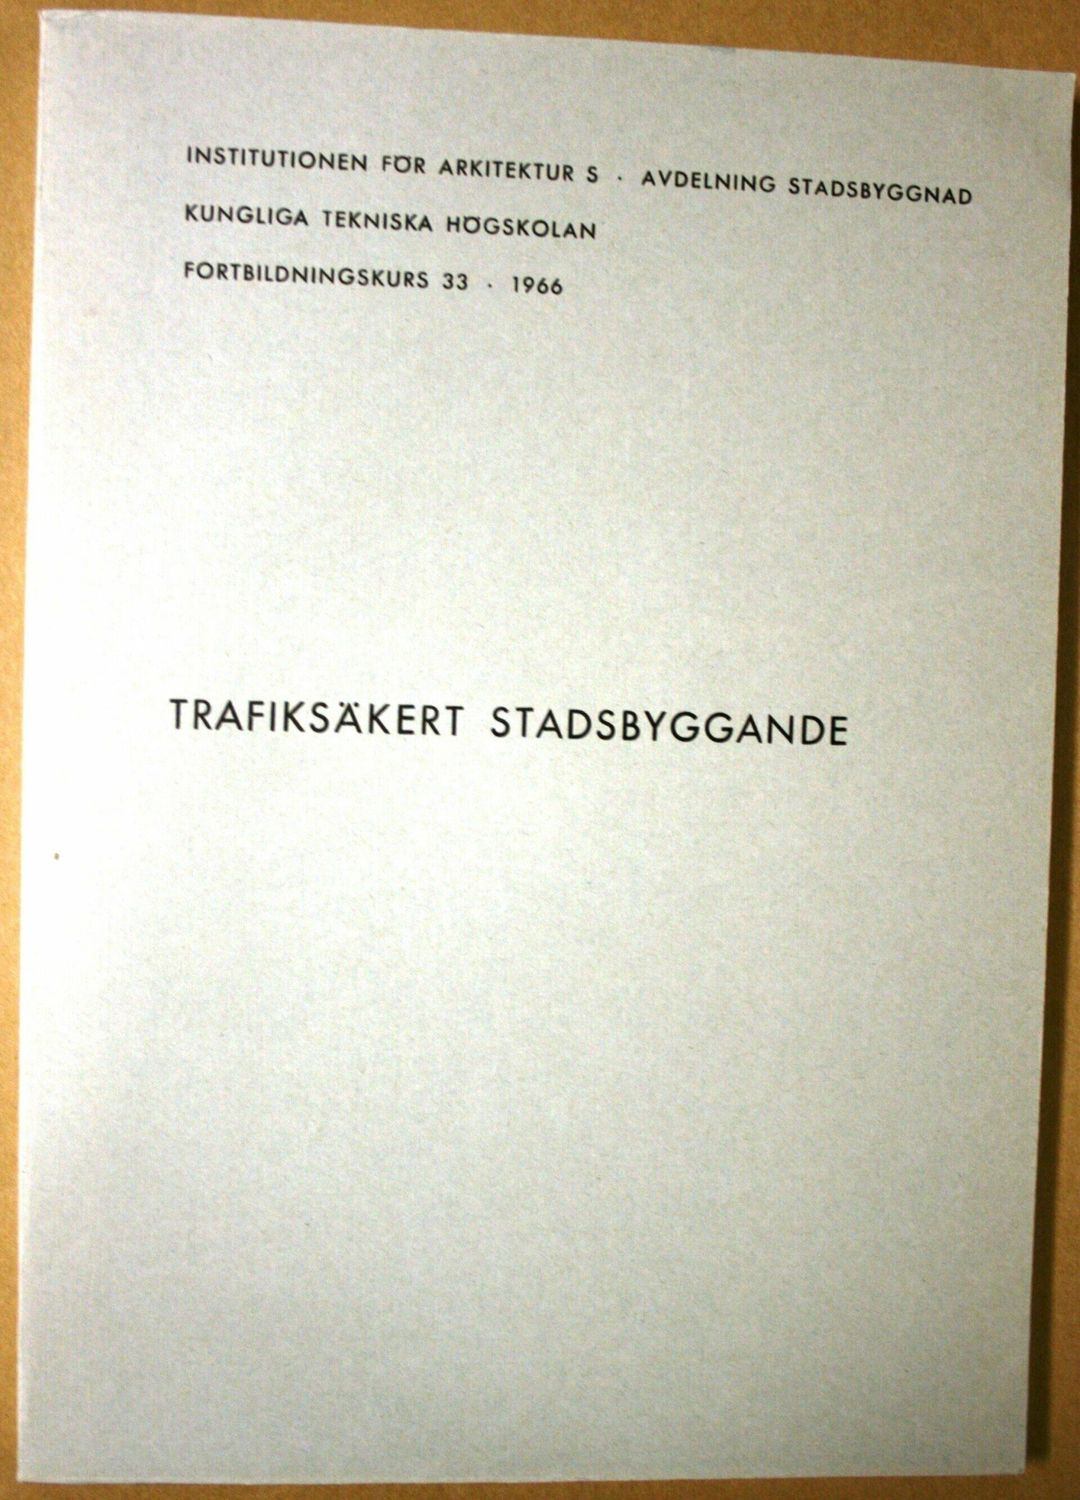 INSTITUTIONEN FÖR ARKITEKTUR S · AVDELNING STADSBYGGNAD
KUNGLIGA TEKNISKA HÖGSKOLAN
FORTBILDNINGSKURS 33 · 1966
TRAFIKSÄKERT STADSBYGGANDE